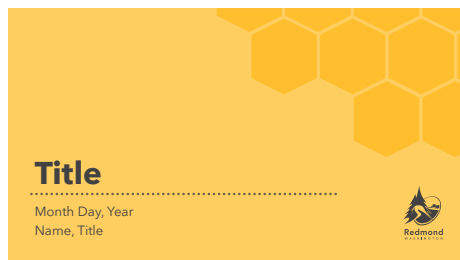 Title
Month Day, Year
Name, Title
Redmond
WASHINGTON